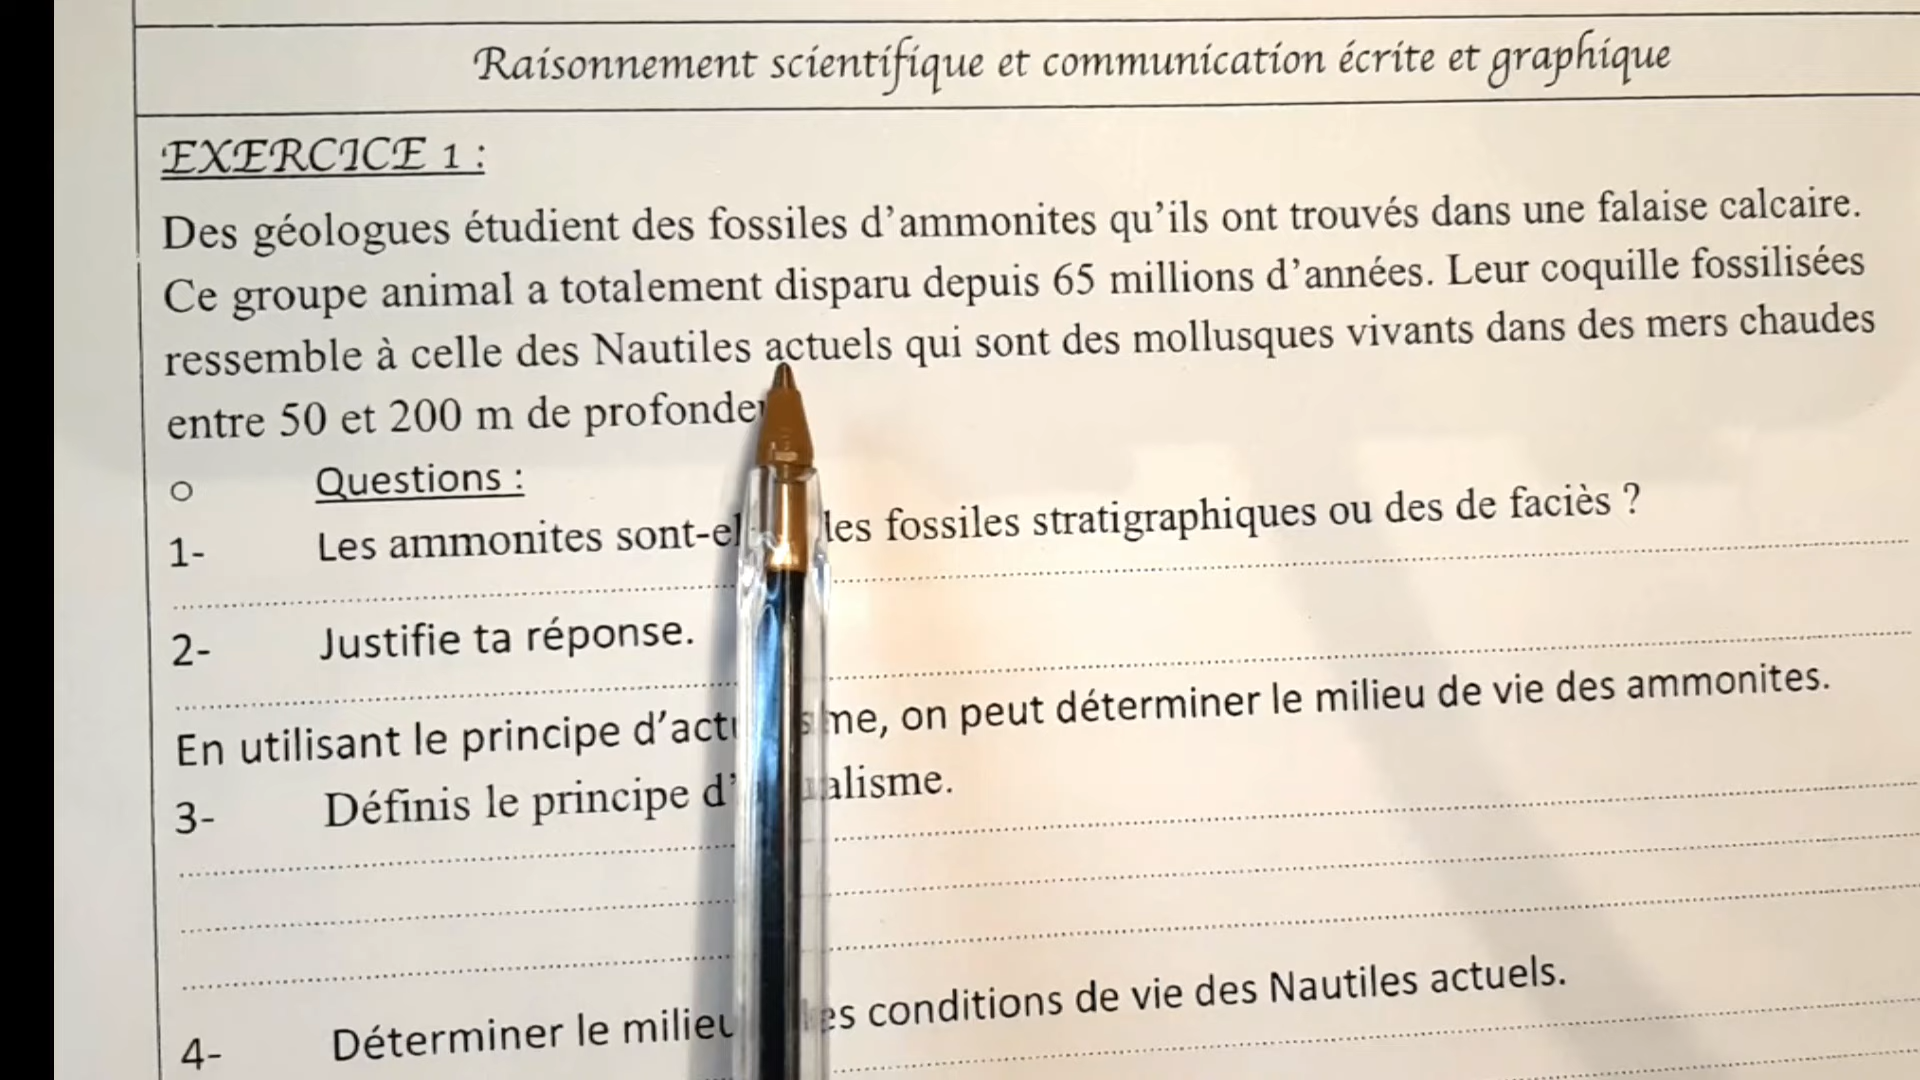 Raisonnement scientifique et communication écrite et graphique
EXERCICE 1 :
Des géologues étudient des fossiles d'ammonites qu'ils ont trouvés dans une falaise calcaire.
Ce groupe animal a totalement disparu depuis 65 millions d'années. Leur coquille fossilisées
ressemble à celle des Nautiles actuels qui sont des mollusques vivants dans des mers chaudes
entre 50 et 200 m de
Questions :
1- Les ammonites fossiles stratigraphiques ou des de faciès ?
2- Justifie ta réponse.
En utilisant le principe on peut déterminer le milieu de vie des ammonites.
3- Définis le principe
4- Déterminer le conditions de vie des Nautiles actuels.